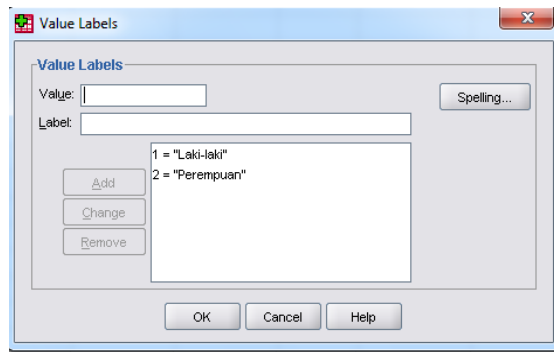 Value Labels
Value Labels
Value:
Spelling...
Label:
1 = "Laki-laki"
2 = "Perempuan"
Add
Change
Remove
OK
Cancel
Help